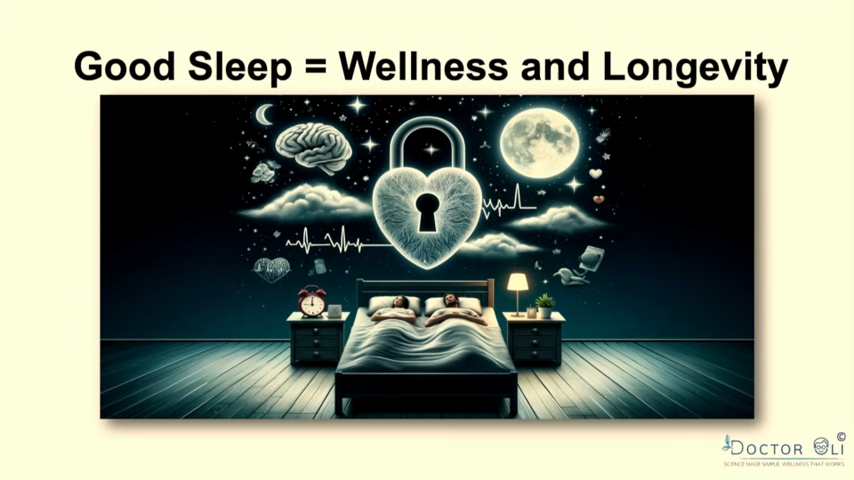 Good Sleep = Wellness and Longevity
DOCTOR OLI ©
SCIENCE MADE SIMPLE, WELLNESS THAT WORKS